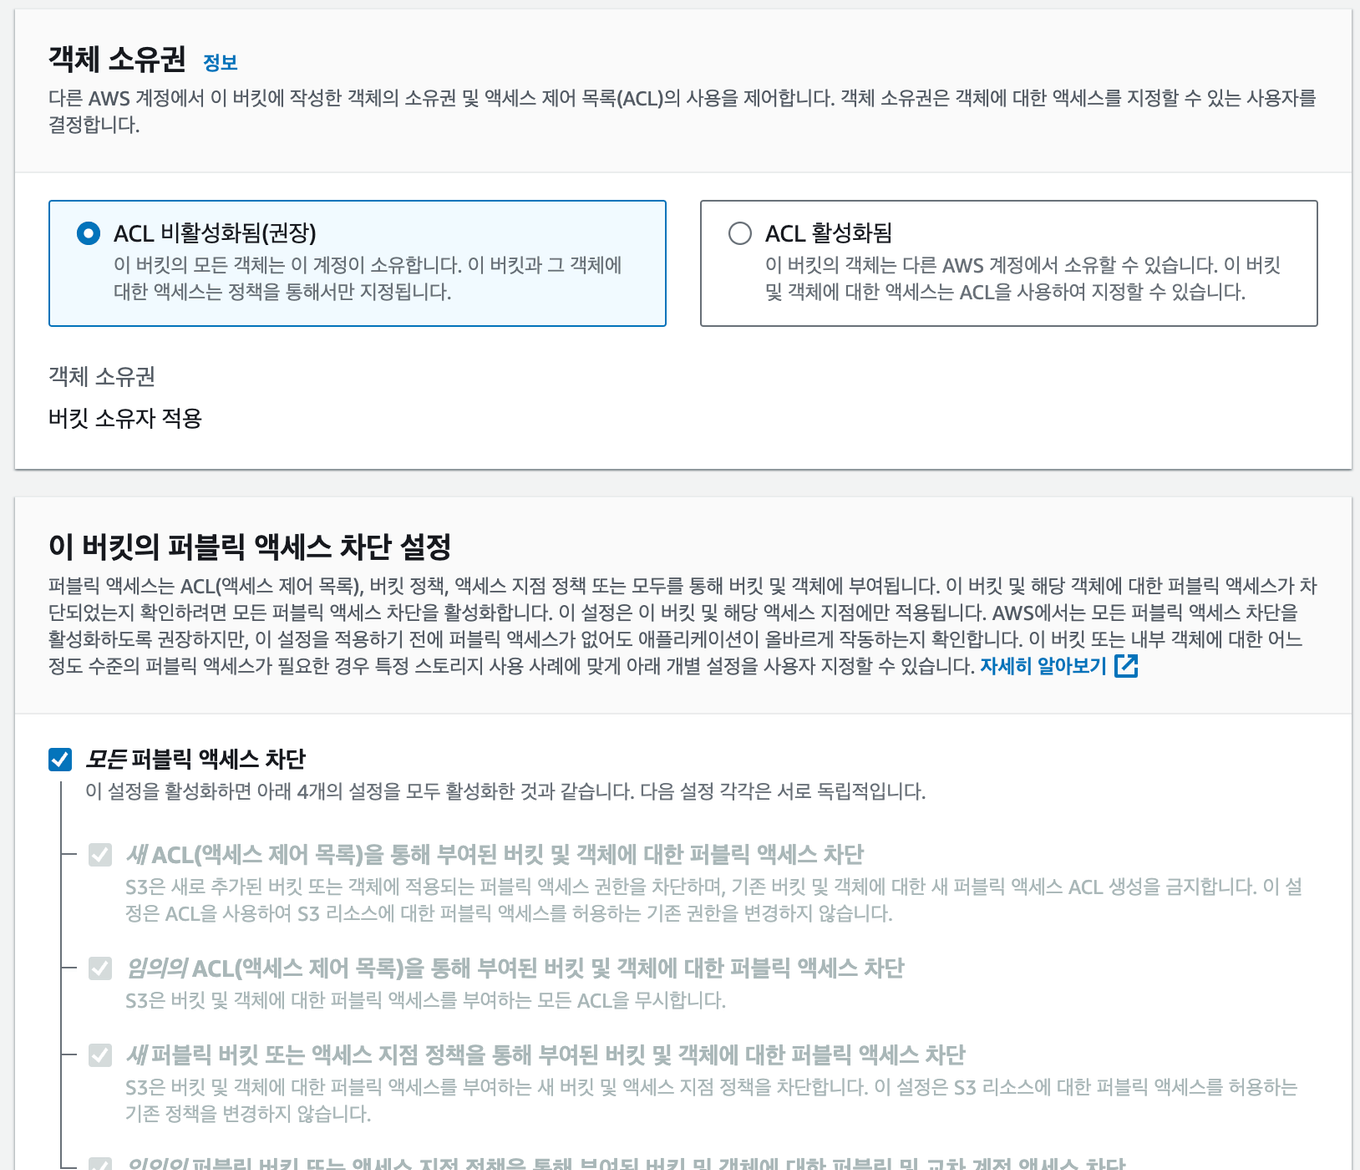 객체 소유권 정보
다른 AWS 계정에서 이 버킷에 작성한 객체의 소유권 및 액세스 제어 목록(ACL)의 사용을 제어합니다. 객체 소유권은 객체에 대한 액세스를 지정할 수 있는 사용자를
결정합니다.
ACL 비활성화됨(권장)
이 버킷의 모든 객체는 이 계정이 소유합니다. 이 버킷과 그 객체에
대한 액세스는 정책을 통해서만 지정됩니다.
ACL 활성화됨
이 버킷의 객체는 다른 AWS 계정에서 소유할 수 있습니다. 이 버킷
및 객체에 대한 액세스는 ACL을 사용하여 지정할 수 있습니다.
객체 소유권
버킷 소유자 적용
이 버킷의 퍼블릭 액세스 차단 설정
퍼블릭 액세스는 ACL(액세스 제어 목록), 버킷 정책, 액세스 지점 정책 또는 모두를 통해 버킷 및 객체에 부여됩니다. 이 버킷 및 해당 객체에 대한 퍼블릭 액세스가 차
단되었는지 확인하려면 모든 퍼블릭 액세스 차단을 활성화합니다. 이 설정은 이 버킷 및 해당 액세스 지점에만 적용됩니다. AWS에서는 모든 퍼블릭 액세스 차단을
활성화하도록 권장하지만, 이 설정을 적용하기 전에 퍼블릭 액세스가 없어도 애플리케이션이 올바르게 작동하는지 확인합니다. 이 버킷 또는 내부 객체에 대한 어느
정도 수준의 퍼블릭 액세스가 필요한 경우 특정 스토리지 사용 사례에 맞게 아래 개별 설정을 사용자 지정할 수 있습니다. 자세히 알아보기
모든 퍼블릭 액세스 차단
이 설정을 활성화하면 아래 4개의 설정을 모두 활성화한 것과 같습니다. 다음 설정 각각은 서로 독립적입니다.
새 ACL(액세스 제어 목록)을 통해 부여된 버킷 및 객체에 대한 퍼블릭 액세스 차단
S3은 새로 추가된 버킷 또는 객체에 적용되는 퍼블릭 액세스 권한을 차단하며, 기존 버킷 및 객체에 대한 새 퍼블릭 액세스 ACL 생성을 금지합니다. 이 설
정은 ACL을 사용하여 S3 리소스에 대한 퍼블릭 액세스를 허용하는 기존 권한을 변경하지 않습니다.
임의의 ACL(액세스 제어 목록)을 통해 부여된 버킷 및 객체에 대한 퍼블릭 액세스 차단
S3은 버킷 및 객체에 대한 퍼블릭 액세스를 부여하는 모든 ACL을 무시합니다.
새 퍼블릭 버킷 또는 액세스 지점 정책을 통해 부여된 버킷 및 객체에 대한 퍼블릭 액세스 차단
S3은 버킷 및 객체에 대한 퍼블릭 액세스를 부여하는 새 버킷 및 액세스 지점 정책을 차단합니다. 이 설정은 S3 리소스에 대한 퍼블릭 액세스를 허용하는
기존 정책을 변경하지 않습니다.
임의의 퍼블릭 버킷 또는 액세스 지점 정책을 통해 부여된 버킷 및 객체에 대한 퍼블릭 및 교차 계정 액세스 차단